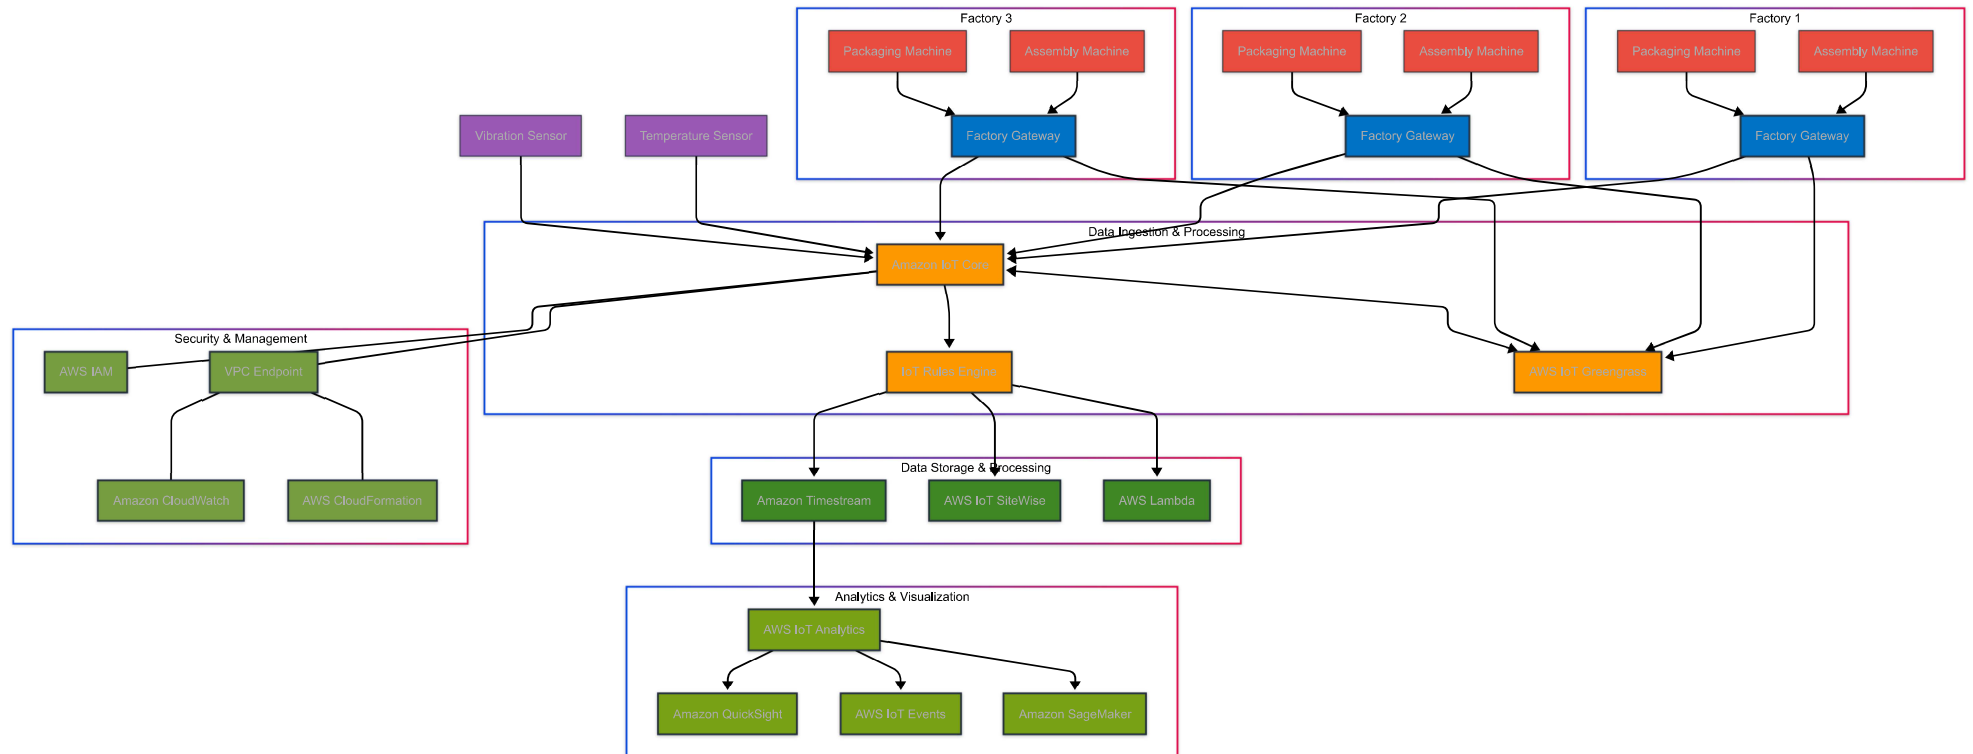 Factory 3
Factory 2
Factory 1
Packaging Machine
Assembly Machine
Packaging Machine
Assembly Machine
Packaging Machine
Assembly Machine
Vibration Sensor
Temperature Sensor
Factory Gateway
Factory Gateway
Factory Gateway
Data Ingestion & Processing
Amazon IoT Core
Security & Management
AWS IAM
VPC Endpoint
IoT Rules Engine
AWS IoT Greengrass
Data Storage & Processing
Amazon CloudWatch
AWS CloudFormation
Amazon Timestream
AWS IoT SiteWise
AWS Lambda
Analytics & Visualization
AWS IoT Analytics
Amazon QuickSight
AWS IoT Events
Amazon SageMaker